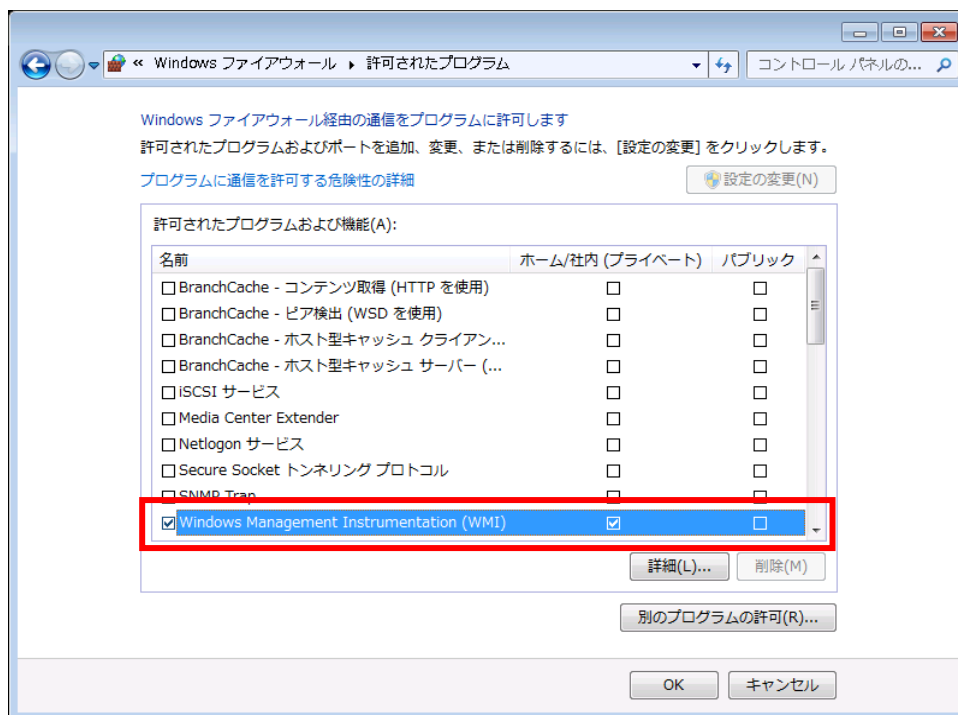 « Windows ファイアウォール ▸ 許可されたプログラム
コントロール パネルの...
Windows ファイアウォール経由の通信をプログラムに許可します
許可されたプログラムおよびポートを追加、変更、または削除するには、[設定の変更] をクリックします。
プログラムに通信を許可する危険性の詳細
設定の変更(N)
許可されたプログラムおよび機能(A):
名前 ホーム/社内 (プライベート) パブリック
BranchCache - コンテンツ取得 (HTTP を使用)
BranchCache - ピア検出 (WSD を使用)
BranchCache - ホスト型キャッシュ クライアン...
BranchCache - ホスト型キャッシュ サーバー (...
iSCSI サービス
Media Center Extender
Netlogon サービス
Secure Socket トンネリング プロトコル
SNMP Trap
Windows Management Instrumentation (WMI)
詳細(L)... 削除(M)
別のプログラムの許可(R)...
OK キャンセル